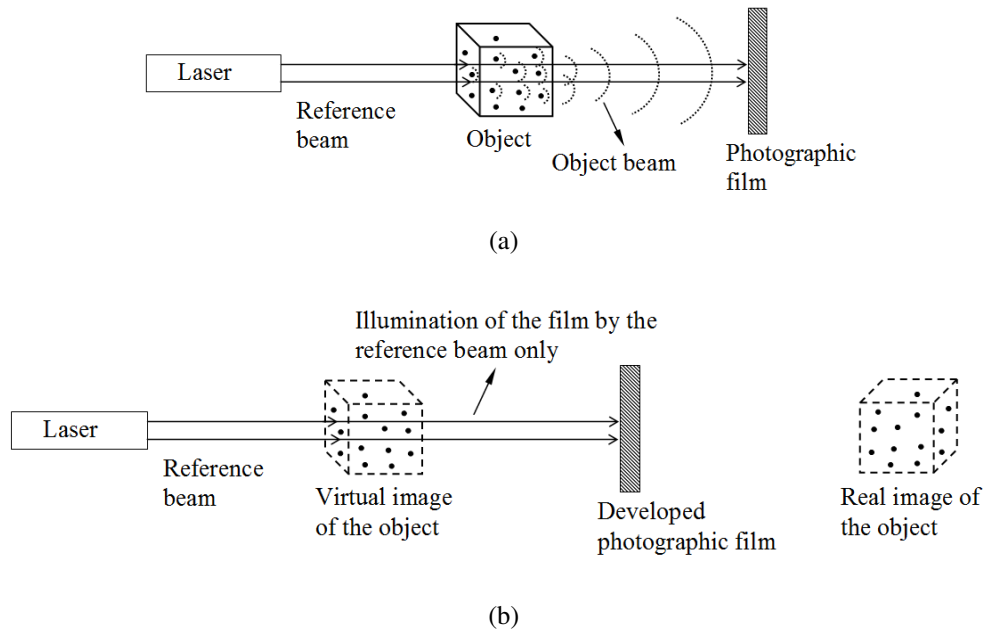 Laser
Reference
beam
Object
Object beam
Photographic
film
(a)
Illumination of the film by the
reference beam only
Laser
Reference
beam
Virtual image
of the object
Developed
photographic film
Real image of
the object
(b)